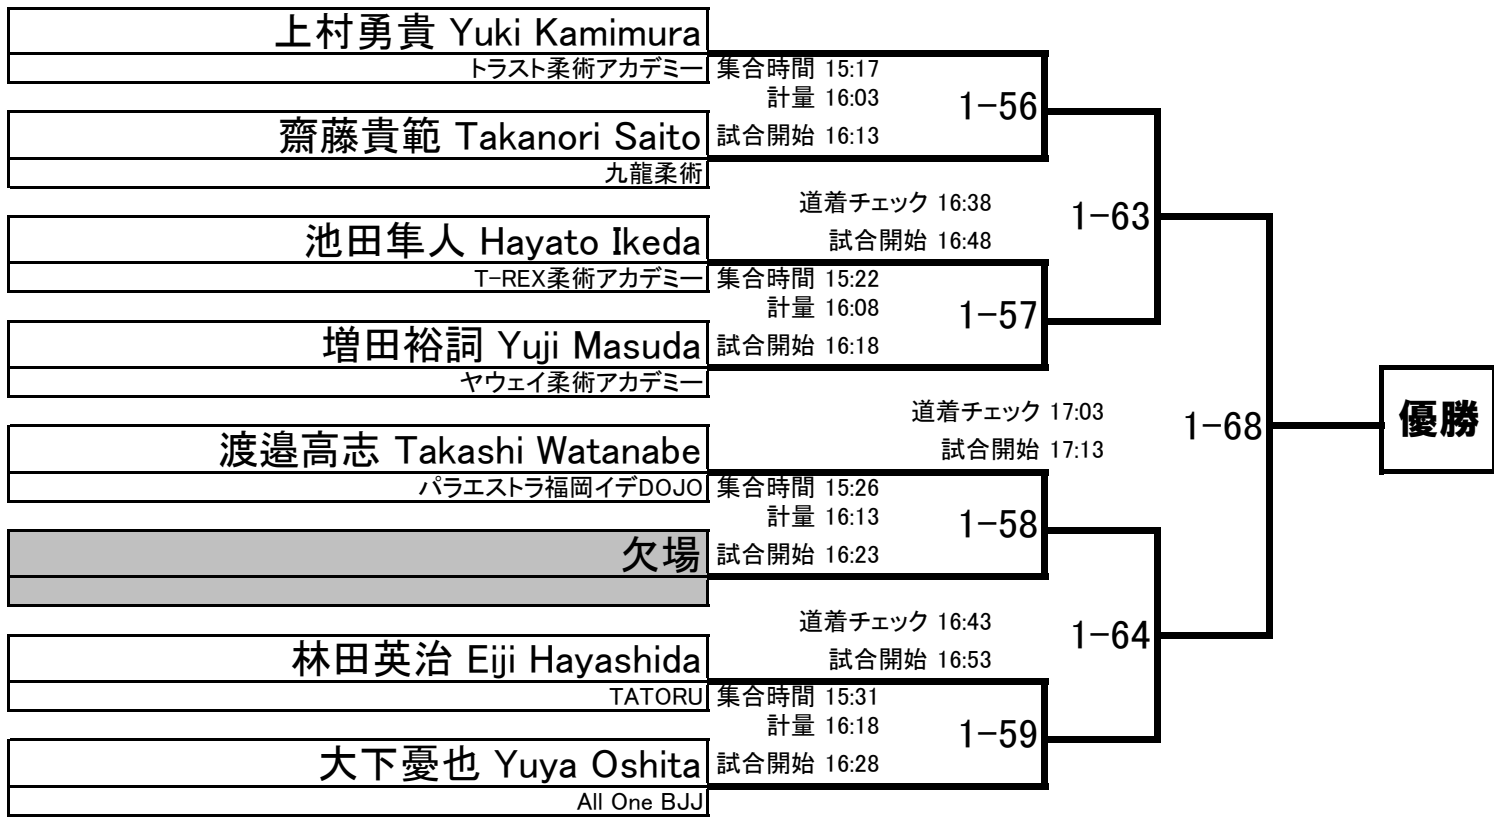 上村勇貴 Yuki Kamimura
トラスト柔術アカデミー
集合時間 15:17
計量 16:03
1-56
齋藤貴範 Takanori Saito
試合開始 16:13
九龍柔術
道着チェック 16:38
1-63
試合開始 16:48
池田隼人 Hayato Ikeda
T-REX柔術アカデミー
集合時間 15:22
計量 16:08
1-57
増田裕詞 Yuji Masuda
試合開始 16:18
ヤウェイ柔術アカデミー
道着チェック 17:03
1-68
優勝
試合開始 17:13
渡邉高志 Takashi Watanabe
パラエストラ福岡イデDOJO
集合時間 15:26
計量 16:13
1-58
欠場
試合開始 16:23
道着チェック 16:43
1-64
試合開始 16:53
林田英治 Eiji Hayashida
TATORU
集合時間 15:31
計量 16:18
1-59
大下憂也 Yuya Oshita
試合開始 16:28
All One BJJ